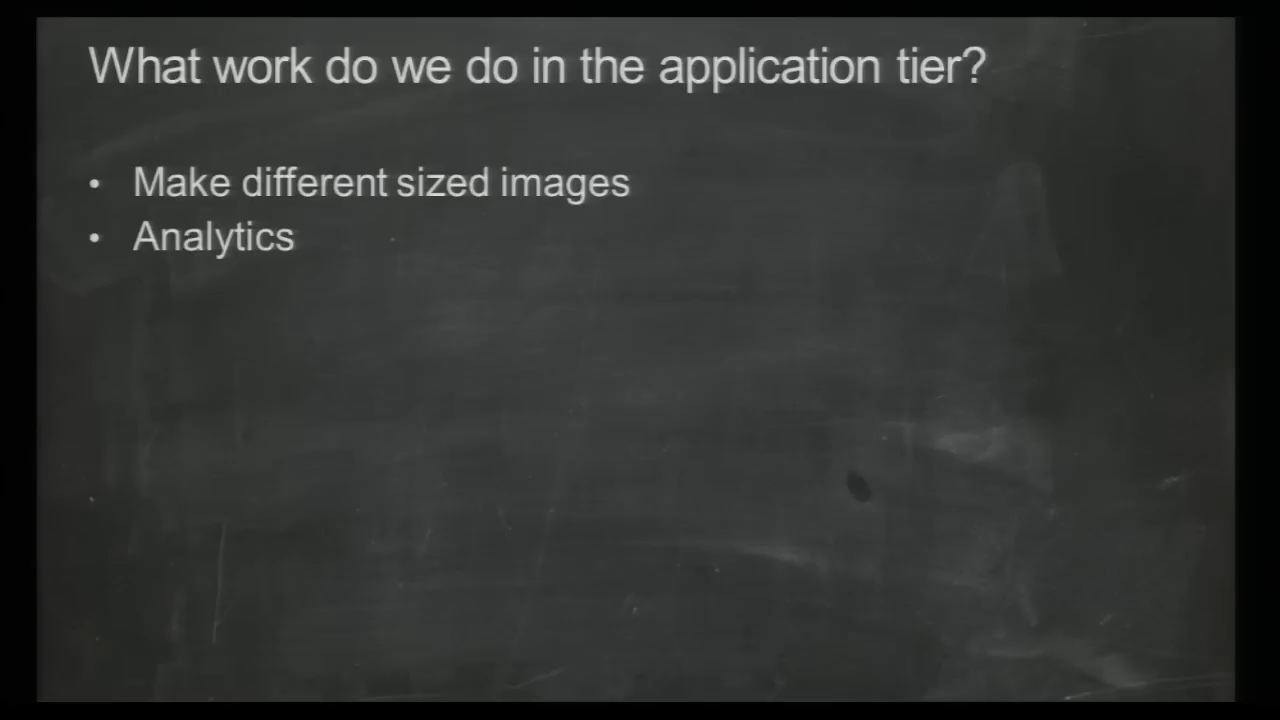 What work do we do in the application tier?
• Make different sized images
• Analytics